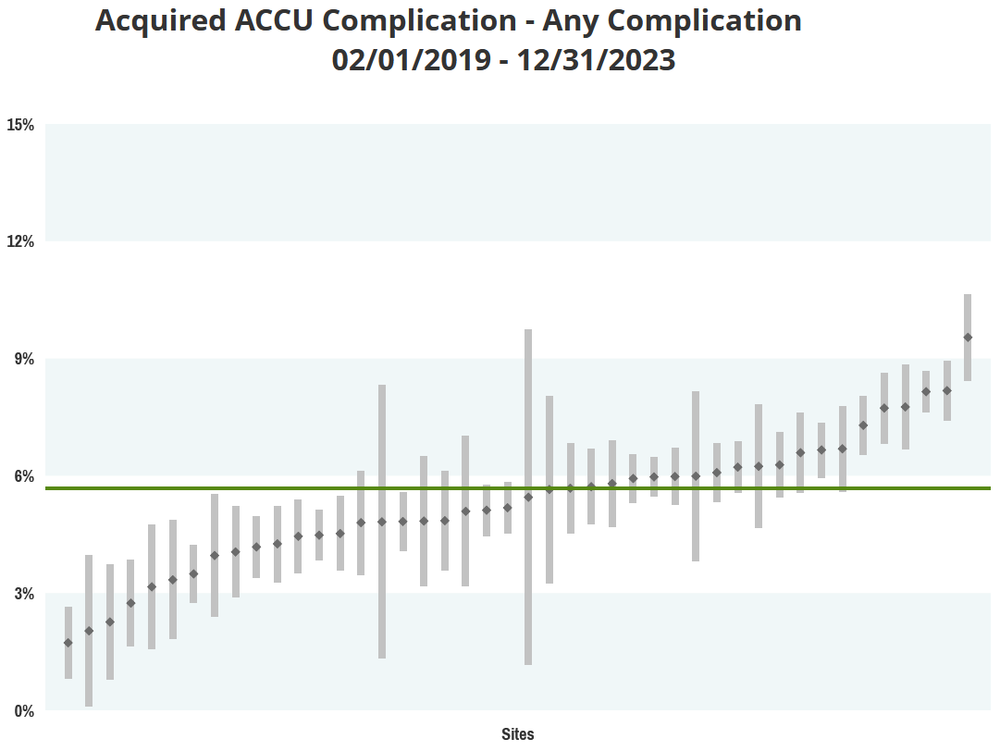 Acquired ACCU Complication - Any Complication
02/01/2019 - 12/31/2023
15%
12%
9%
6%
3%
0%
Sites